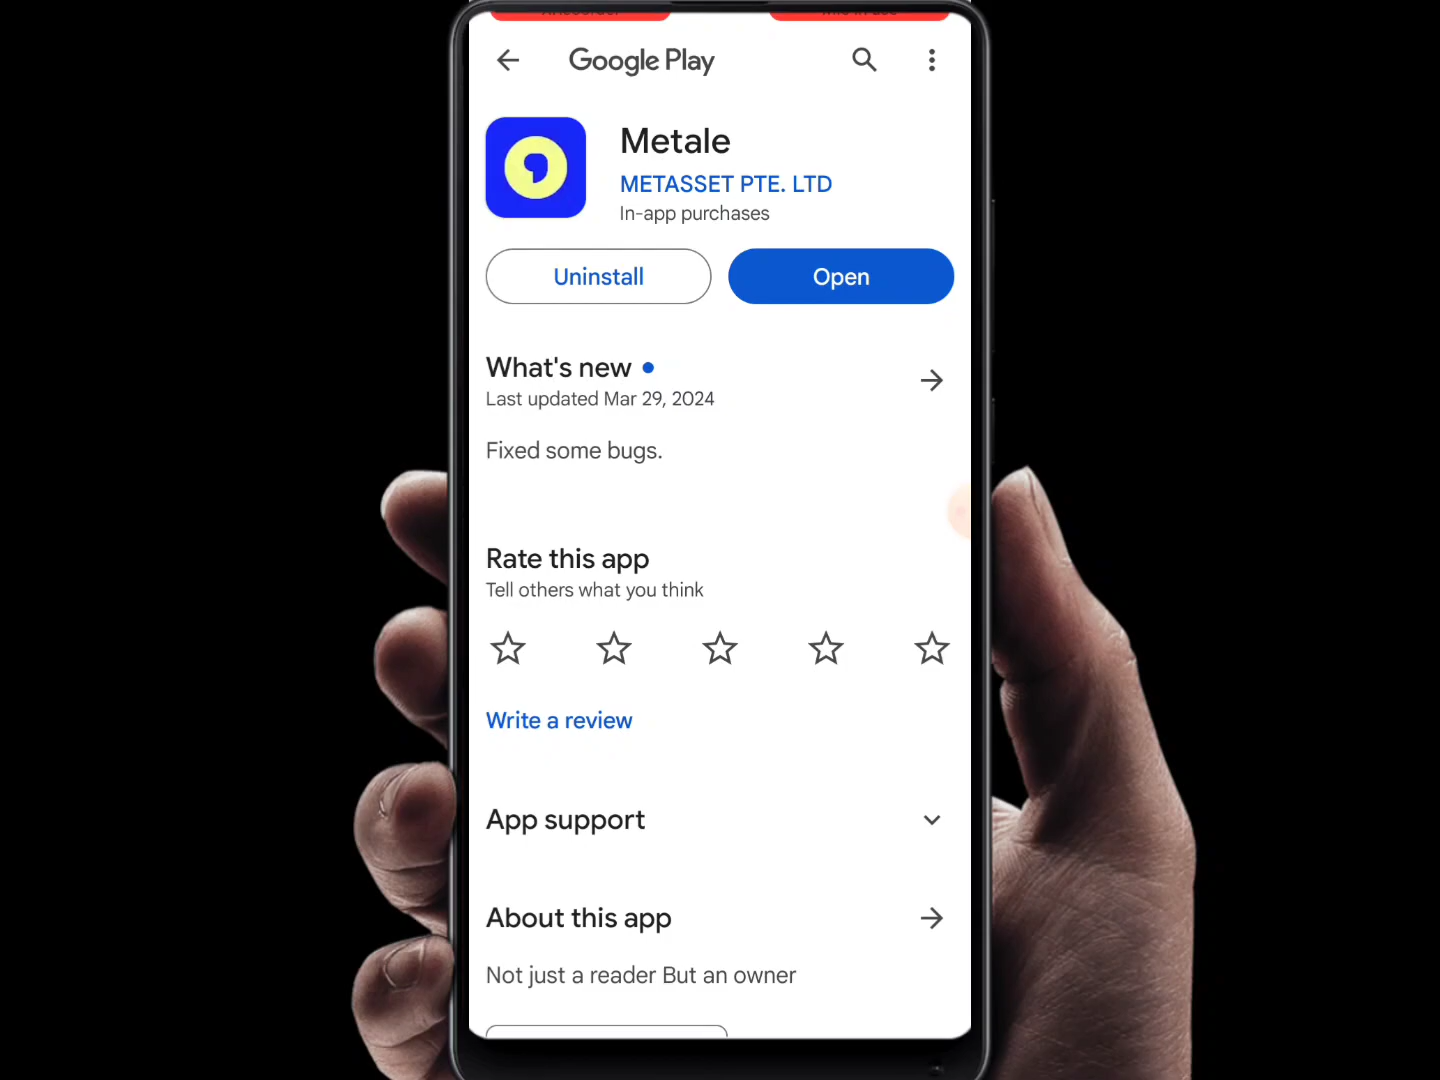 Google Play
Metale
METASSET PTE. LTD
In-app purchases
Uninstall
Open
What's new
Last updated Mar 29, 2024
Fixed some bugs.
Rate this app
Tell others what you think
Write a review
App support
About this app
Not just a reader But an owner